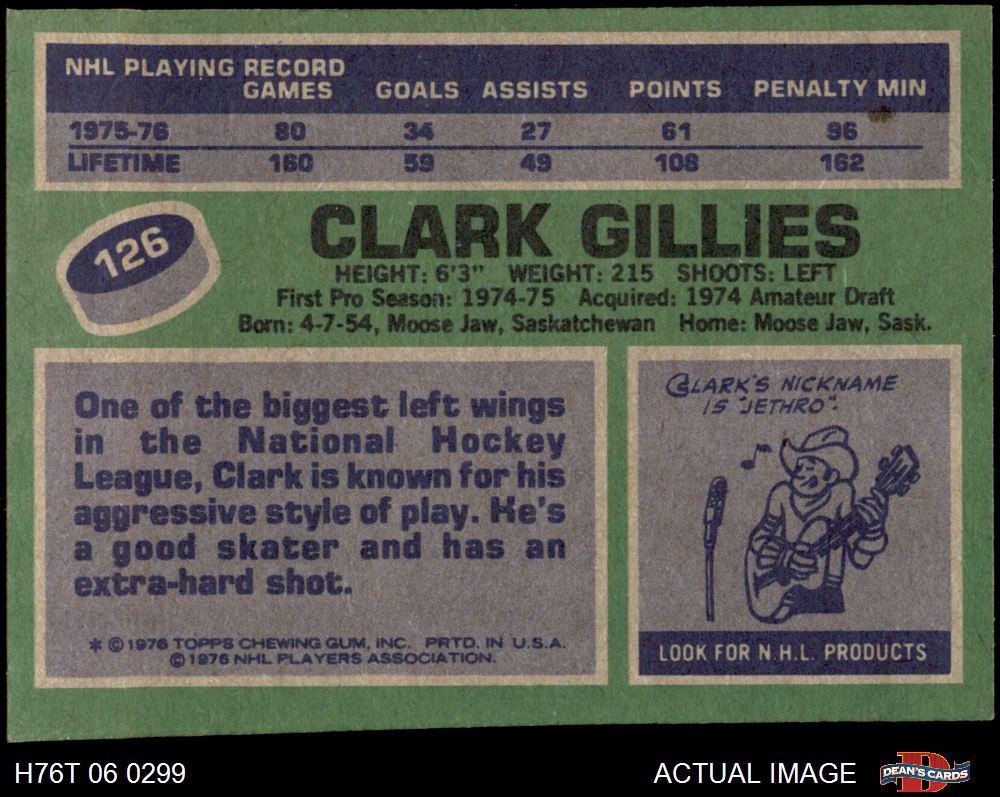 NHL PLAYING RECORD
GAMES GOALS ASSISTS POINTS PENALTY MIN
1975-76 80 34 27 61 96
LIFETIME 160 59 49 108 162
126
CLARK GILLIES
HEIGHT: 6'3" WEIGHT: 215 SHOOTS: LEFT
First Pro Season: 1974-75 Acquired: 1974 Amateur Draft
Born: 4-7-54, Moose Jaw, Saskatchewan Home: Moose Jaw, Sask.
One of the biggest left wings
in the National Hockey
League, Clark is known for his
aggressive style of play. He's
a good skater and has an
extra-hard shot.
* © 1976 TOPPS CHEWING GUM, INC. PRTD. IN U.S.A.
© 1976 NHL PLAYERS ASSOCIATION.
CLARK'S NICKNAME
IS "JETHRO".
LOOK FOR N.H.L. PRODUCTS
H76T 06 0299
ACTUAL IMAGE
DEAN'S CARDS